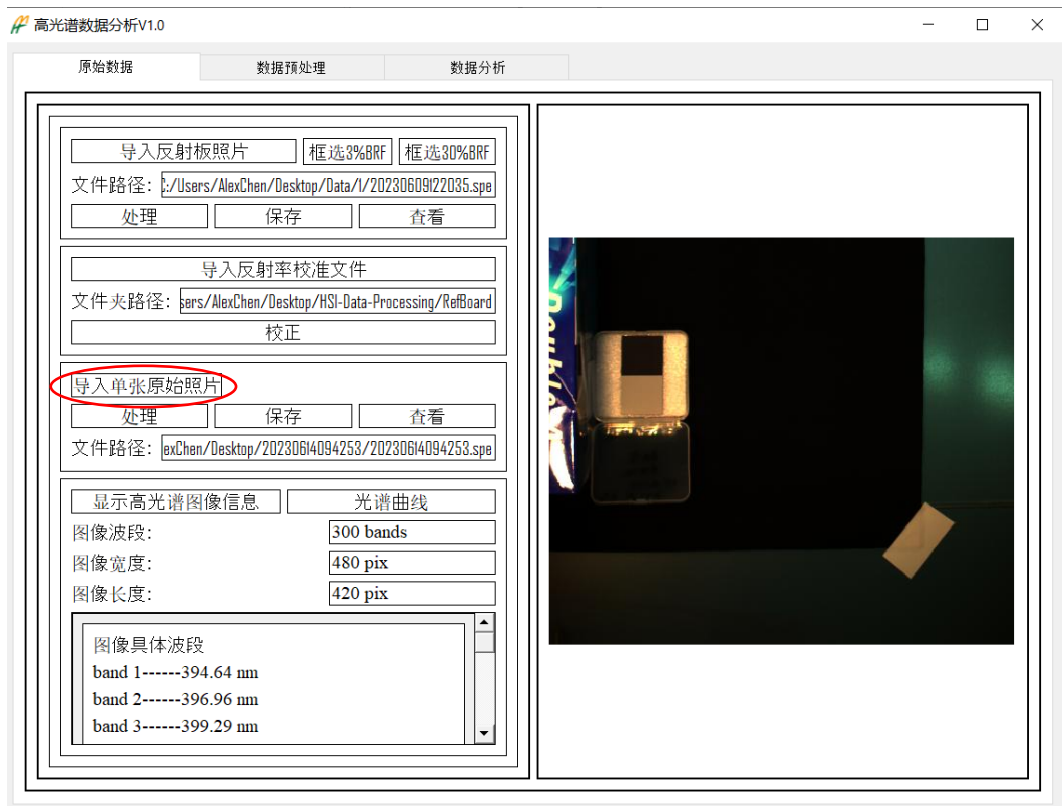 高光谱数据分析V1.0
原始数据 数据预处理 数据分析
导入反射板照片 框选3%BRF 框选30%BRF
文件路径: C:/Users/AlexChen/Desktop/Data/1/20230609122035.spe
处理 保存 查看
导入反射率校准文件
文件夹路径: sers/AlexChen/Desktop/HSI-Data-Processing/RefBoard
校正
导入单张原始照片
处理 保存 查看
文件路径: exChen/Desktop/20230614094253/20230614094253.spe
显示高光谱图像信息 光谱曲线
图像波段: 300 bands
图像宽度: 480 pix
图像长度: 420 pix
图像具体波段
band 1------394.64 nm
band 2------396.96 nm
band 3------399.29 nm
Doublem